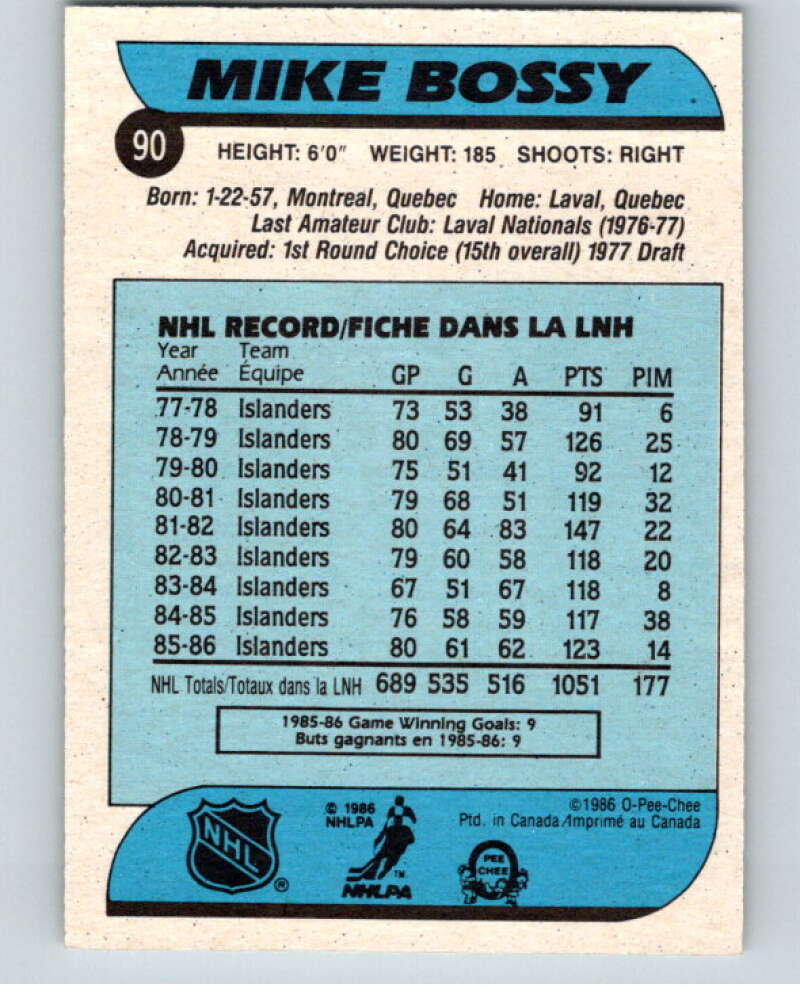 MIKE BOSSY
90
HEIGHT: 6'0" WEIGHT: 185 SHOOTS: RIGHT
Born: 1-22-57, Montreal, Quebec Home: Laval, Quebec
Last Amateur Club: Laval Nationals (1976-77)
Acquired: 1st Round Choice (15th overall) 1977 Draft
NHL RECORD/FICHE DANS LA LNH
Year Team
Année Équipe GP G A PTS PIM
77-78 Islanders 73 53 38 91 6
78-79 Islanders 80 69 57 126 25
79-80 Islanders 75 51 41 92 12
80-81 Islanders 79 68 51 119 32
81-82 Islanders 80 64 83 147 22
82-83 Islanders 79 60 58 118 20
83-84 Islanders 67 51 67 118 8
84-85 Islanders 76 58 59 117 38
85-86 Islanders 80 61 62 123 14
NHL Totals/Totaux dans la LNH 689 535 516 1051 177
1985-86 Game Winning Goals: 9
Buts gagnants en 1985-86: 9
©1986 O-Pee-Chee
Ptd. in Canada/Imprimé au Canada
© 1986
NHLPA
NHL ®
TM
NHLPA
PEE
CHEE